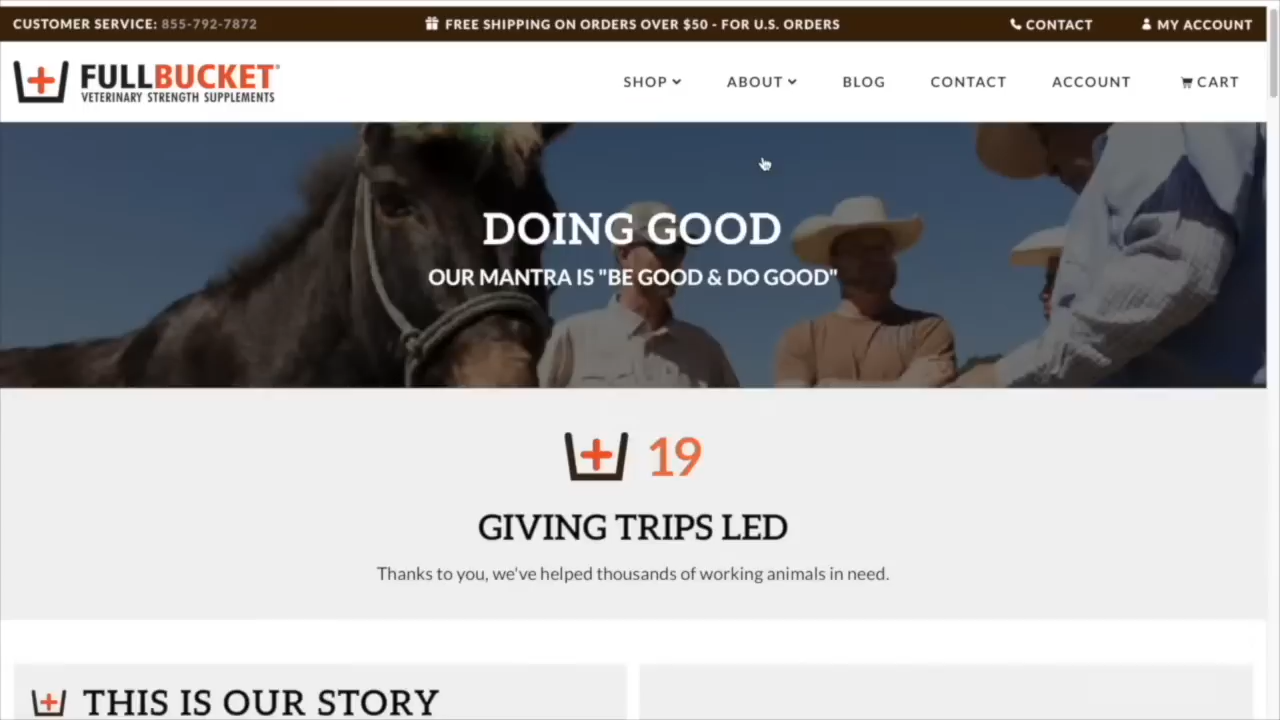 CUSTOMER SERVICE: 855-792-7872
FREE SHIPPING ON ORDERS OVER $50 - FOR U.S. ORDERS
CONTACT
MY ACCOUNT
FULLBUCKET®
VETERINARY STRENGTH SUPPLEMENTS
SHOP
ABOUT
BLOG
CONTACT
ACCOUNT
CART
DOING GOOD
OUR MANTRA IS "BE GOOD & DO GOOD"
19
GIVING TRIPS LED
Thanks to you, we've helped thousands of working animals in need.
THIS IS OUR STORY